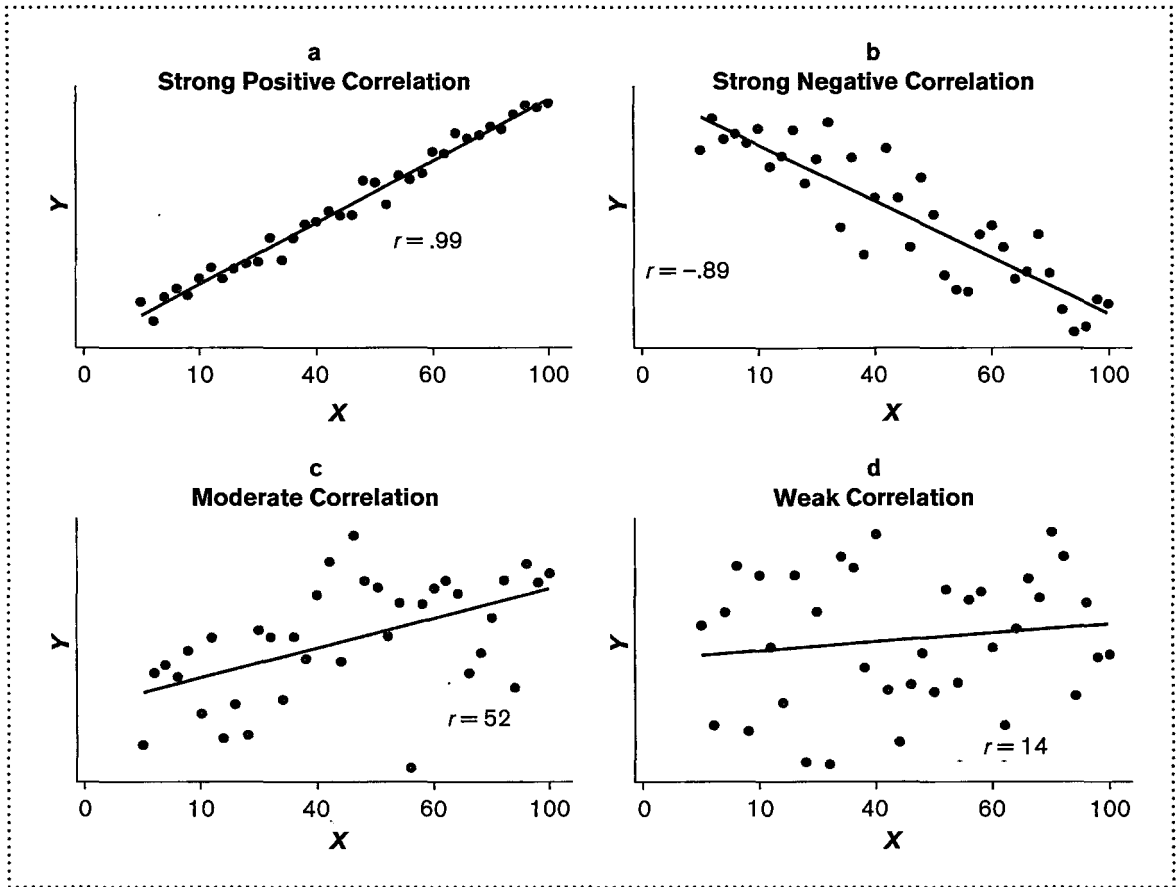 a
Strong Positive Correlation
Y
r = .99
0 10 40 60 100
X
b
Strong Negative Correlation
Y
r = –.89
0 10 40 60 100
X
c
Moderate Correlation
Y
r = 52
0 10 40 60 100
X
d
Weak Correlation
Y
r = 14
0 10 40 60 100
X